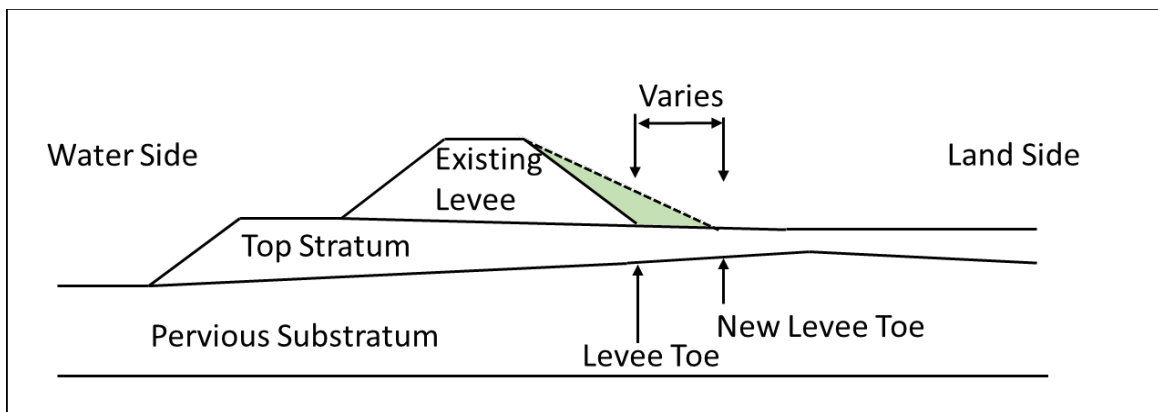 Varies
Water Side
Existing
Levee
Land Side
Top Stratum
Pervious Substratum
New Levee Toe
Levee Toe